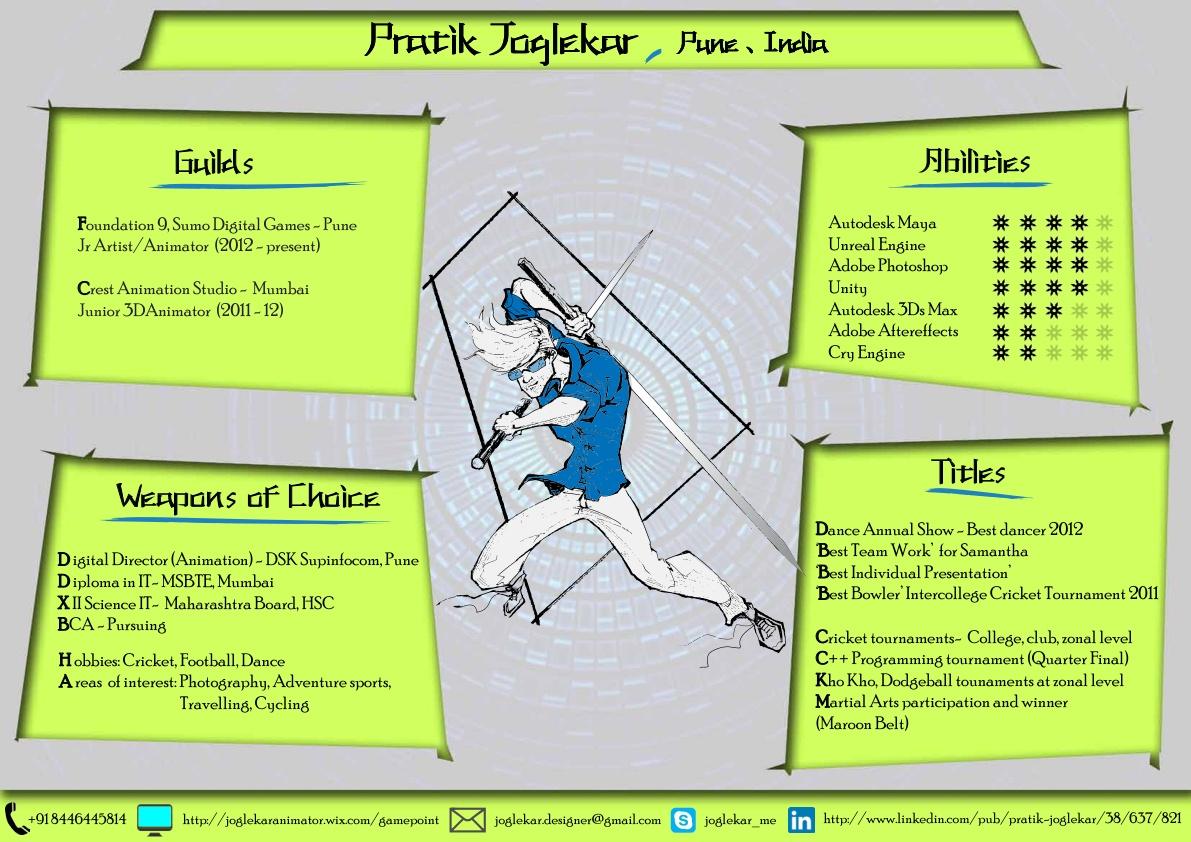 Pratik Joglekar, Pune, India
Guilds
Foundation 9, Sumo Digital Games - Pune
Jr Artist/Animator (2012 - present)
Crest Animation Studio - Mumbai
Junior 3DAnimator (2011 - 12)
Abilities
Autodesk Maya
Unreal Engine
Adobe Photoshop
Unity
Autodesk 3Ds Max
Adobe Aftereffects
Cry Engine
Weapons of Choice
Digital Director (Animation) - DSK Supinfocom, Pune
Diploma in IT- MSBTE, Mumbai
XII Science IT- Maharashtra Board, HSC
BCA - Pursuing
Hobbies: Cricket, Football, Dance
Areas of interest: Photography, Adventure sports,
Travelling, Cycling
Titles
Dance Annual Show - Best dancer 2012
'Best Team Work' for Samantha
'Best Individual Presentation'
'Best Bowler' Intercollege Cricket Tournament 2011
Cricket tournaments- College, club, zonal level
C++ Programming tournament (Quarter Final)
Kho Kho, Dodgeball tounaments at zonal level
Martial Arts participation and winner
(Maroon Belt)
+918446445814
http://joglekaranimator.wix.com/gamepoint
joglekar.designer@gmail.com
joglekar_me
http://www.linkedin.com/pub/pratik-joglekar/38/637/821